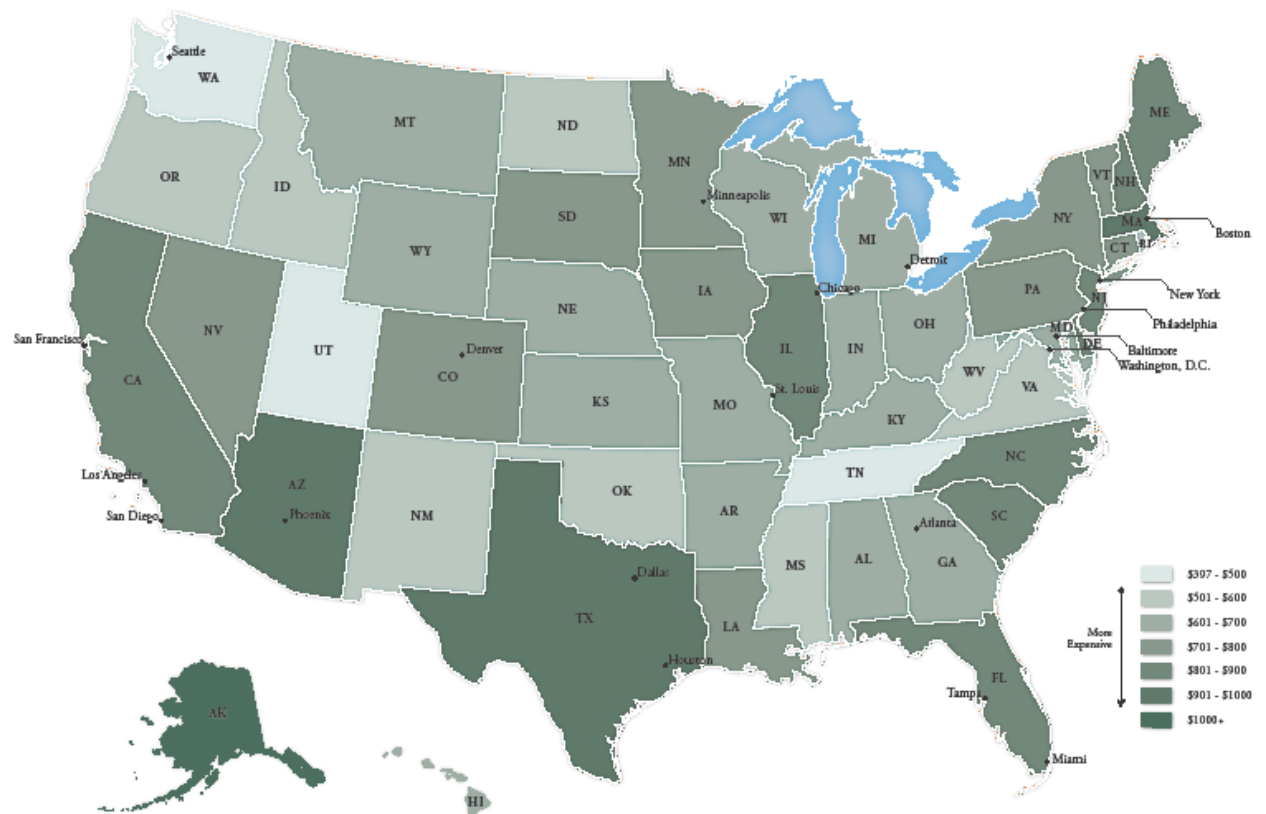 Seattle
WA
MT
ND
MN
ME
OR
ID
SD
Minneapolis
WI
VT
NH
WY
MI
NY
MA
Boston
CT
RI
Detroit
NV
UT
NE
IA
Chicago
PA
NJ
New York
San Francisco
CA
Denver
CO
IL
IN
OH
MD
Philadelphia
DE
Baltimore
Washington, D.C.
KS
MO
St. Louis
WV
VA
KY
Los Angeles
San Diego
AZ
Phoenix
NM
OK
AR
TN
NC
SC
Atlanta
MS
AL
GA
Dallas
TX
LA
Houston
FL
Tampa
Miami
AK
HI
$397 - $500
$501 - $600
$601 - $700
More
Expensive
$701 - $800
$801 - $900
$901 - $1000
$1000+